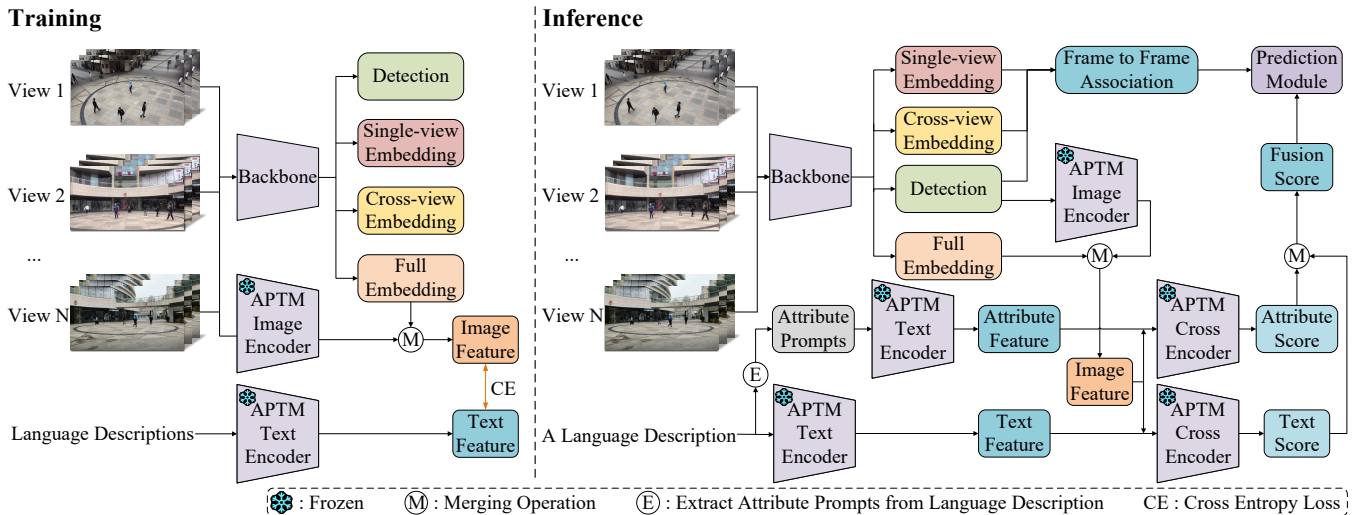 Training
View 1
View 2
...
View N
Language Descriptions
Backbone
Detection
Single-view
Embedding
Cross-view
Embedding
Full
Embedding
APTM
Image
Encoder
M
Image
Feature
CE
APTM
Text
Encoder
Text
Feature
Inference
View 1
View 2
...
View N
A Language Description
Backbone
Single-view
Embedding
Cross-view
Embedding
Detection
Full
Embedding
Frame to Frame
Association
Prediction
Module
APTM
Image
Encoder
Fusion
Score
M
M
E
Attribute
Prompts
APTM
Text
Encoder
Attribute
Feature
Image
Feature
APTM
Cross
Encoder
Attribute
Score
APTM
Text
Encoder
Text
Feature
APTM
Cross
Encoder
Text
Score
: Frozen
M : Merging Operation
E : Extract Attribute Prompts from Language Description
CE : Cross Entropy Loss